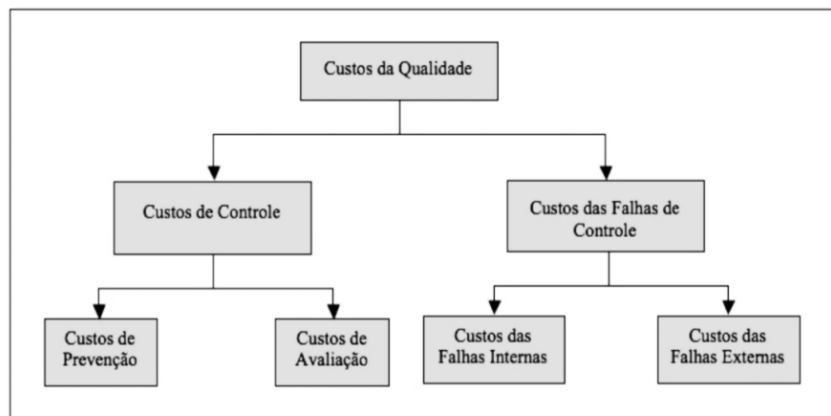 Custos da Qualidade
Custos de Controle
Custos das Falhas de
Controle
Custos de
Prevenção
Custos de
Avaliação
Custos das
Falhas Internas
Custos das
Falhas Externas